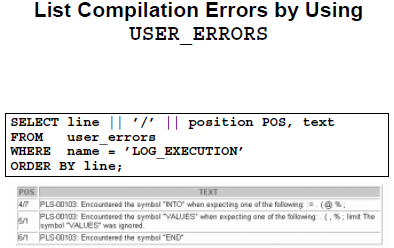 List Compilation Errors by Using
USER_ERRORS
SELECT line || '/' || position POS, text
FROM user_errors
WHERE name = 'LOG_EXECUTION'
ORDER BY line;
POS TEXT
4/7 PLS-00103: Encountered the symbol "INTO" when expecting one of the following: := . ( @ % ;
5/1 PLS-00103: Encountered the symbol "VALUES" when expecting one of the following: . ( , % ; limit The
symbol "VALUES" was ignored.
6/1 PLS-00103: Encountered the symbol "END"